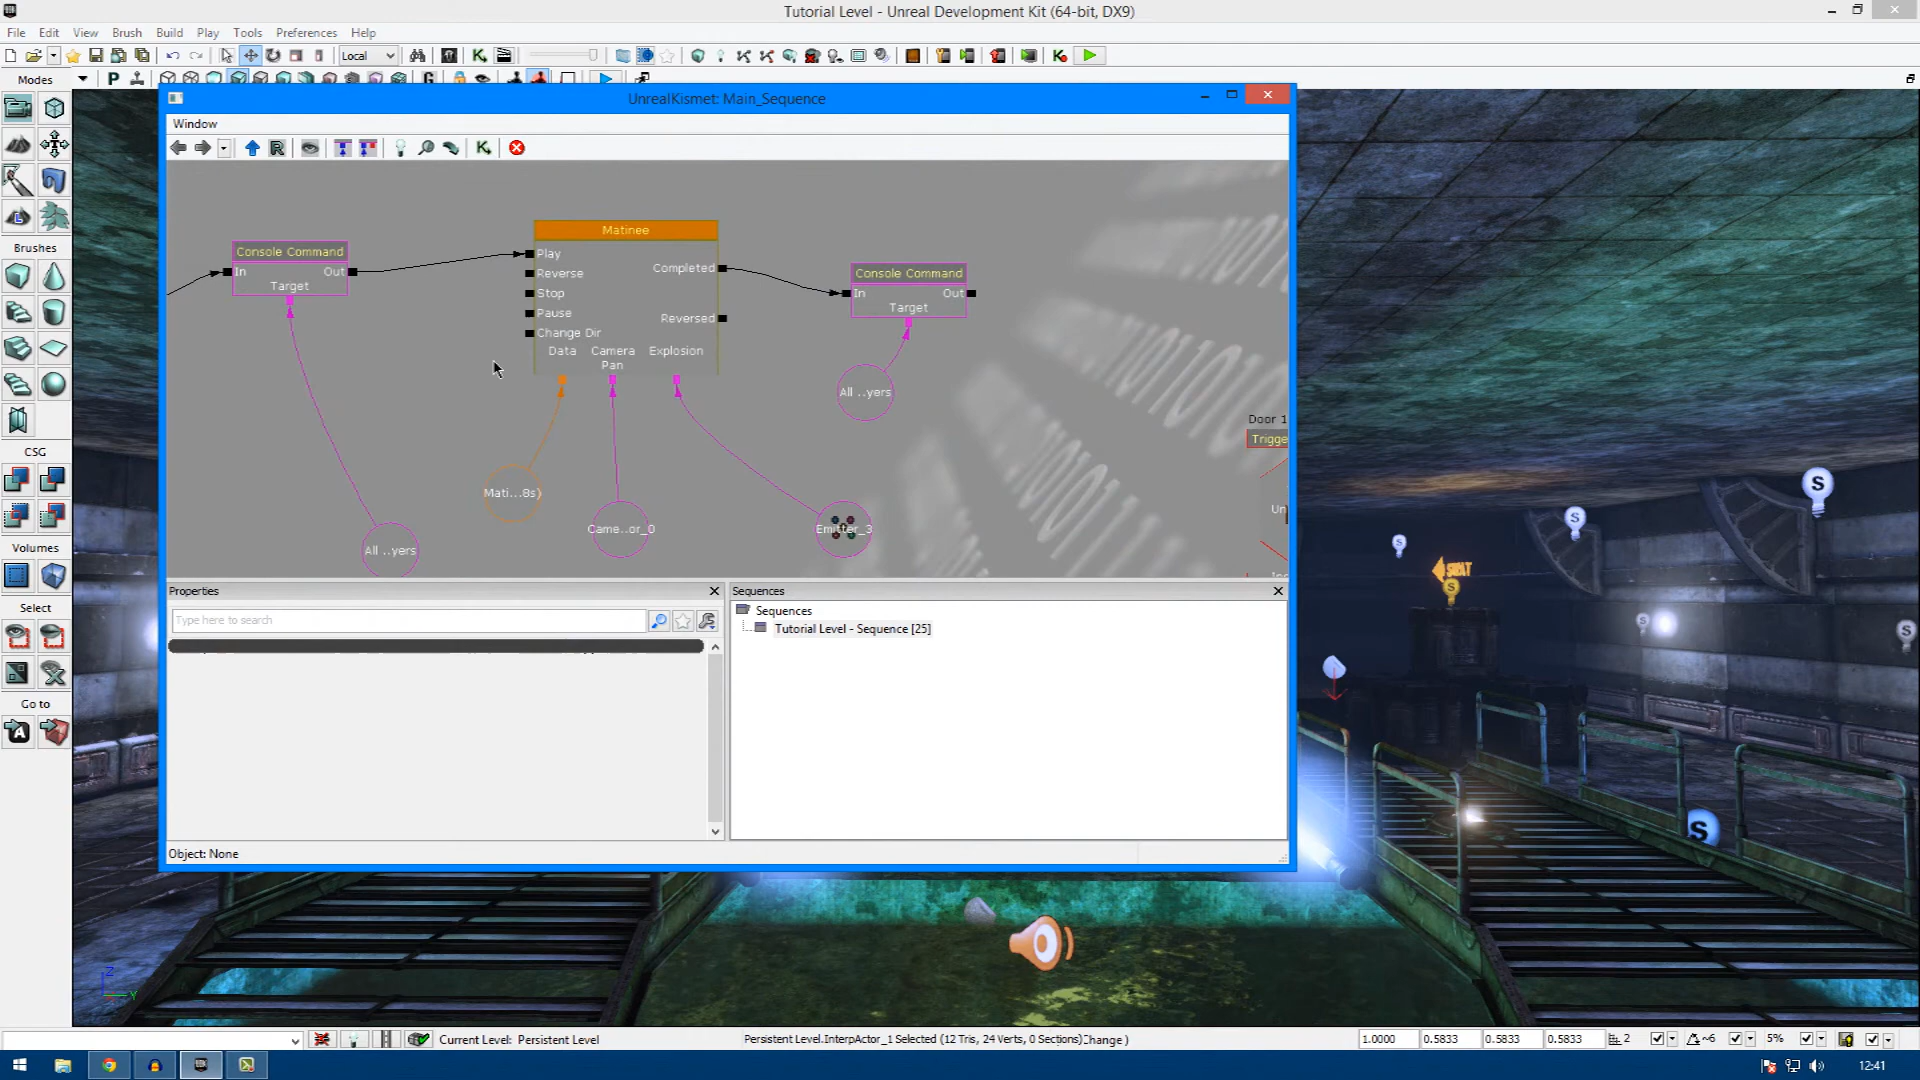 Tutorial Level - Unreal Development Kit (64-bit, DX9)
File Edit View Brush Build Play Tools Preferences Help
Local
Modes
UnrealKismet: Main_Sequence
Window
Brushes
CSG
Volumes
Select
Go to
Console Command
In Out
Target
Matinee
Play
Reverse
Stop
Pause
Change Dir
Completed
Reversed
Data Camera Pan Explosion
Console Command
In Out
Target
All ..yers
Mati...8s)
Came..or_0
Emitter_3
All ..yers
Door 1
Trigge
Un
Properties
Type here to search
Sequences
Sequences
Tutorial Level - Sequence [25]
Object: None
S
S
S
Z
Y
Current Level: Persistent Level
Persistent Level.InterpActor_1 Selected (12 Tris, 24 Verts, 0 Sections)
1.0000 0.5833 0.5833 0.5833
2
~6
5%
12:41